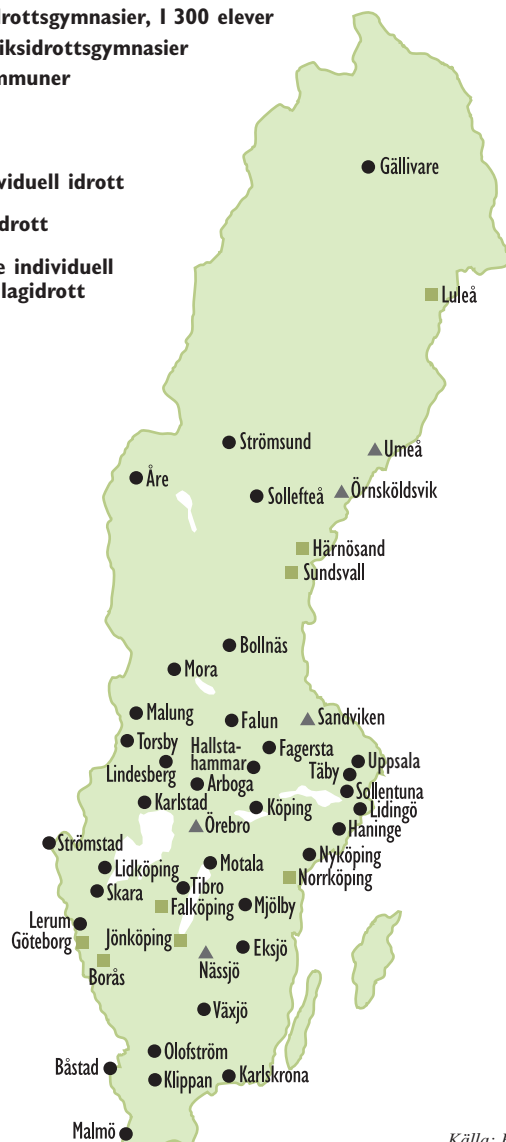 drottsgymnasier, 1 300 elever
iksidrottsgymnasier
mmuner
viduell idrott
drott
e individuell
lagidrott
Gällivare
Luleå
Strömsund
Umeå
Åre
Sollefteå
Örnsköldsvik
Härnösand
Sundsvall
Bollnäs
Mora
Malung
Falun
Sandviken
Torsby
Hallsta-
hammar
Fagersta
Uppsala
Lindesberg
Täby
Arboga
Sollentuna
Karlstad
Köping
Lidingö
Örebro
Haninge
Strömstad
Lidköping
Motala
Nyköping
Skara
Tibro
Norrköping
Falköping
Mjölby
Lerum
Göteborg
Jönköping
Eksjö
Borås
Nässjö
Växjö
Olofström
Båstad
Klippan
Karlskrona
Malmö
Källa: